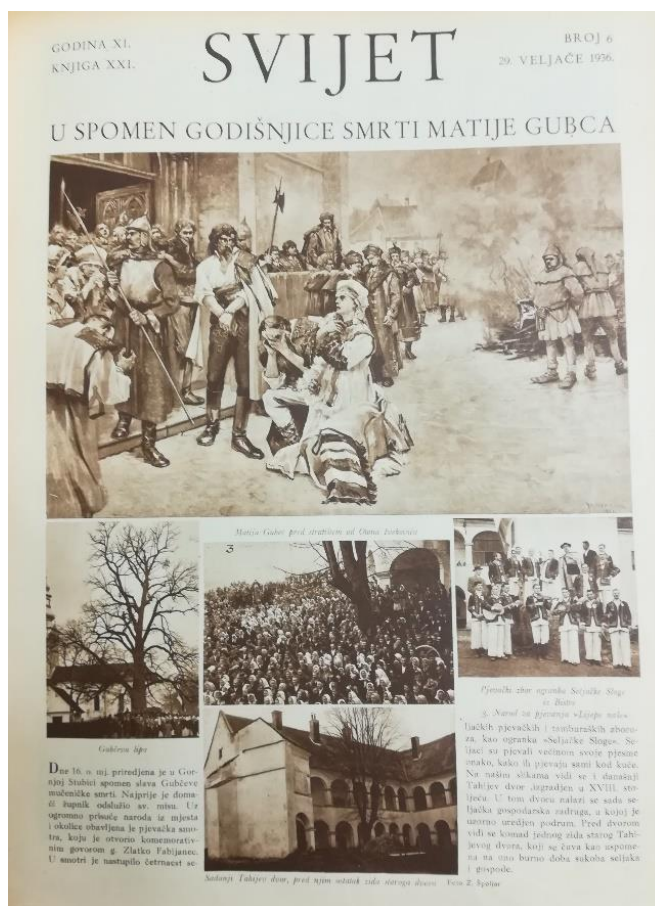 GODINA XI.
KNJIGA XXI.
SVIJET
BROJ 6
29. VELJAČE 1936.
U SPOMEN GODIŠNJICE SMRTI MATIJE GUBCA
Matija Gubec pred stratištem od Otona Ivekovića
3
Gubčeva lipa
Pjevački zbor ogranka Seljačke Sloge
iz Bistre
3. Narod za pjevanja »Lijepe naše«
Dne 16. o. mj. priredjena je u Gor-
njoj Stubici spomen slava Gubčeve
mučeničke smrti. Najprije je doma-
ći župnik odslužio sv. misu. Uz
ogromno prisuće naroda iz mjesta
i okolice obavljena je pjevačka smo-
tra, koju je otvorio komemorativ-
nim govorom g. Zlatko Fabijanec.
U smotri je nastupilo četrnaest se-
ljačkih pjevačkih i tamburaških zboro-
va, kao ogranka »Seljačke Sloge«. Se-
ljaci su pjevali većinom svoje pjesme
onako, kako ih pjevaju sami kod kuće.
Na našim slikama vidi se i današnji
Tahijev dvor, izgradjen u XVIII. sto-
ljeću. U tom dvoru nalazi se sada se-
ljačka gospodarska zadruga, a u kojoj je
uzorno uredjen podrum. Pred dvorom
vidi se komad jednog zida starog Tahi-
jevog dvora, koji se čuva kao uspome-
na na ono burno doba sukoba seljaka
i gospode.
Sadanji Tahijev dvor, pred njim ostatak zida staroga dvora
Foto Z. Špoljar